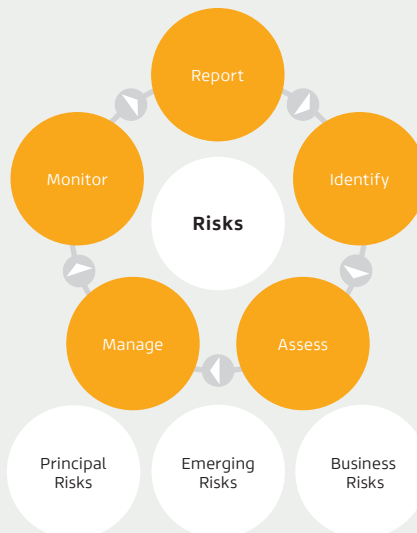 Report
Monitor
Identify
Risks
Manage
Assess
Principal
Risks
Emerging
Risks
Business
Risks